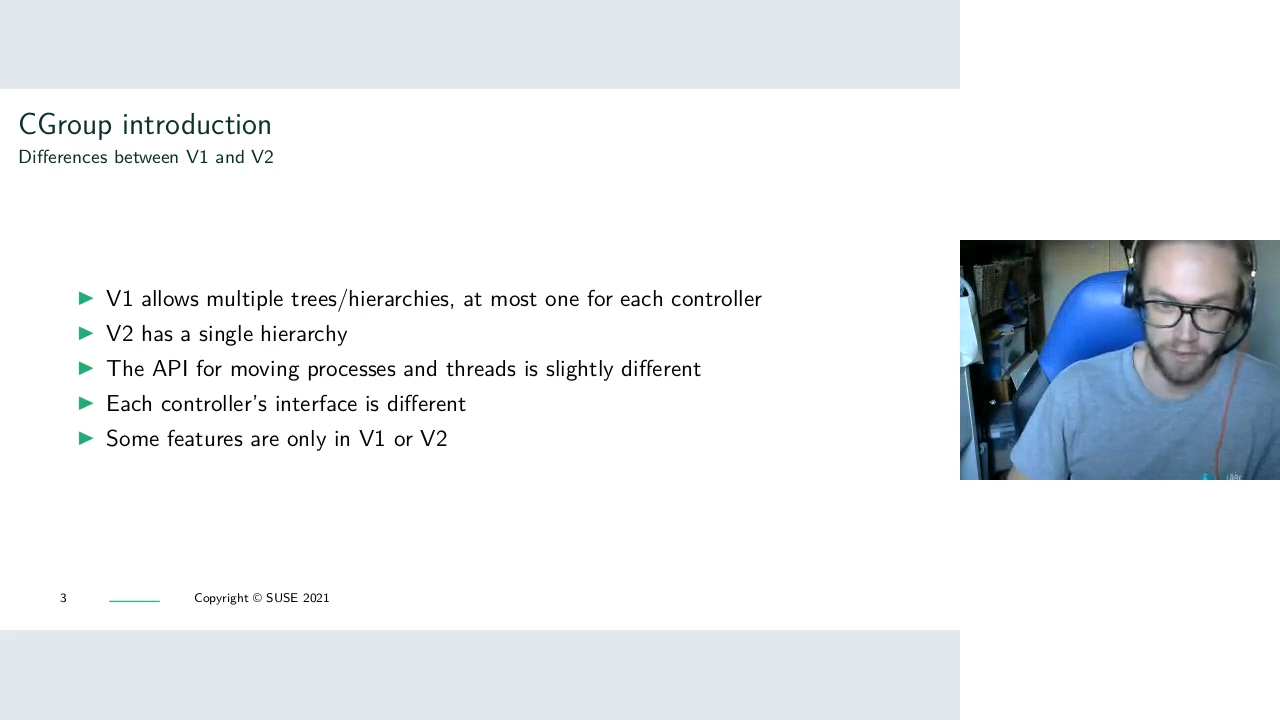 CGroup introduction
Differences between V1 and V2
V1 allows multiple trees/hierarchies, at most one for each controller
V2 has a single hierarchy
The API for moving processes and threads is slightly different
Each controller's interface is different
Some features are only in V1 or V2
3
Copyright © SUSE 2021